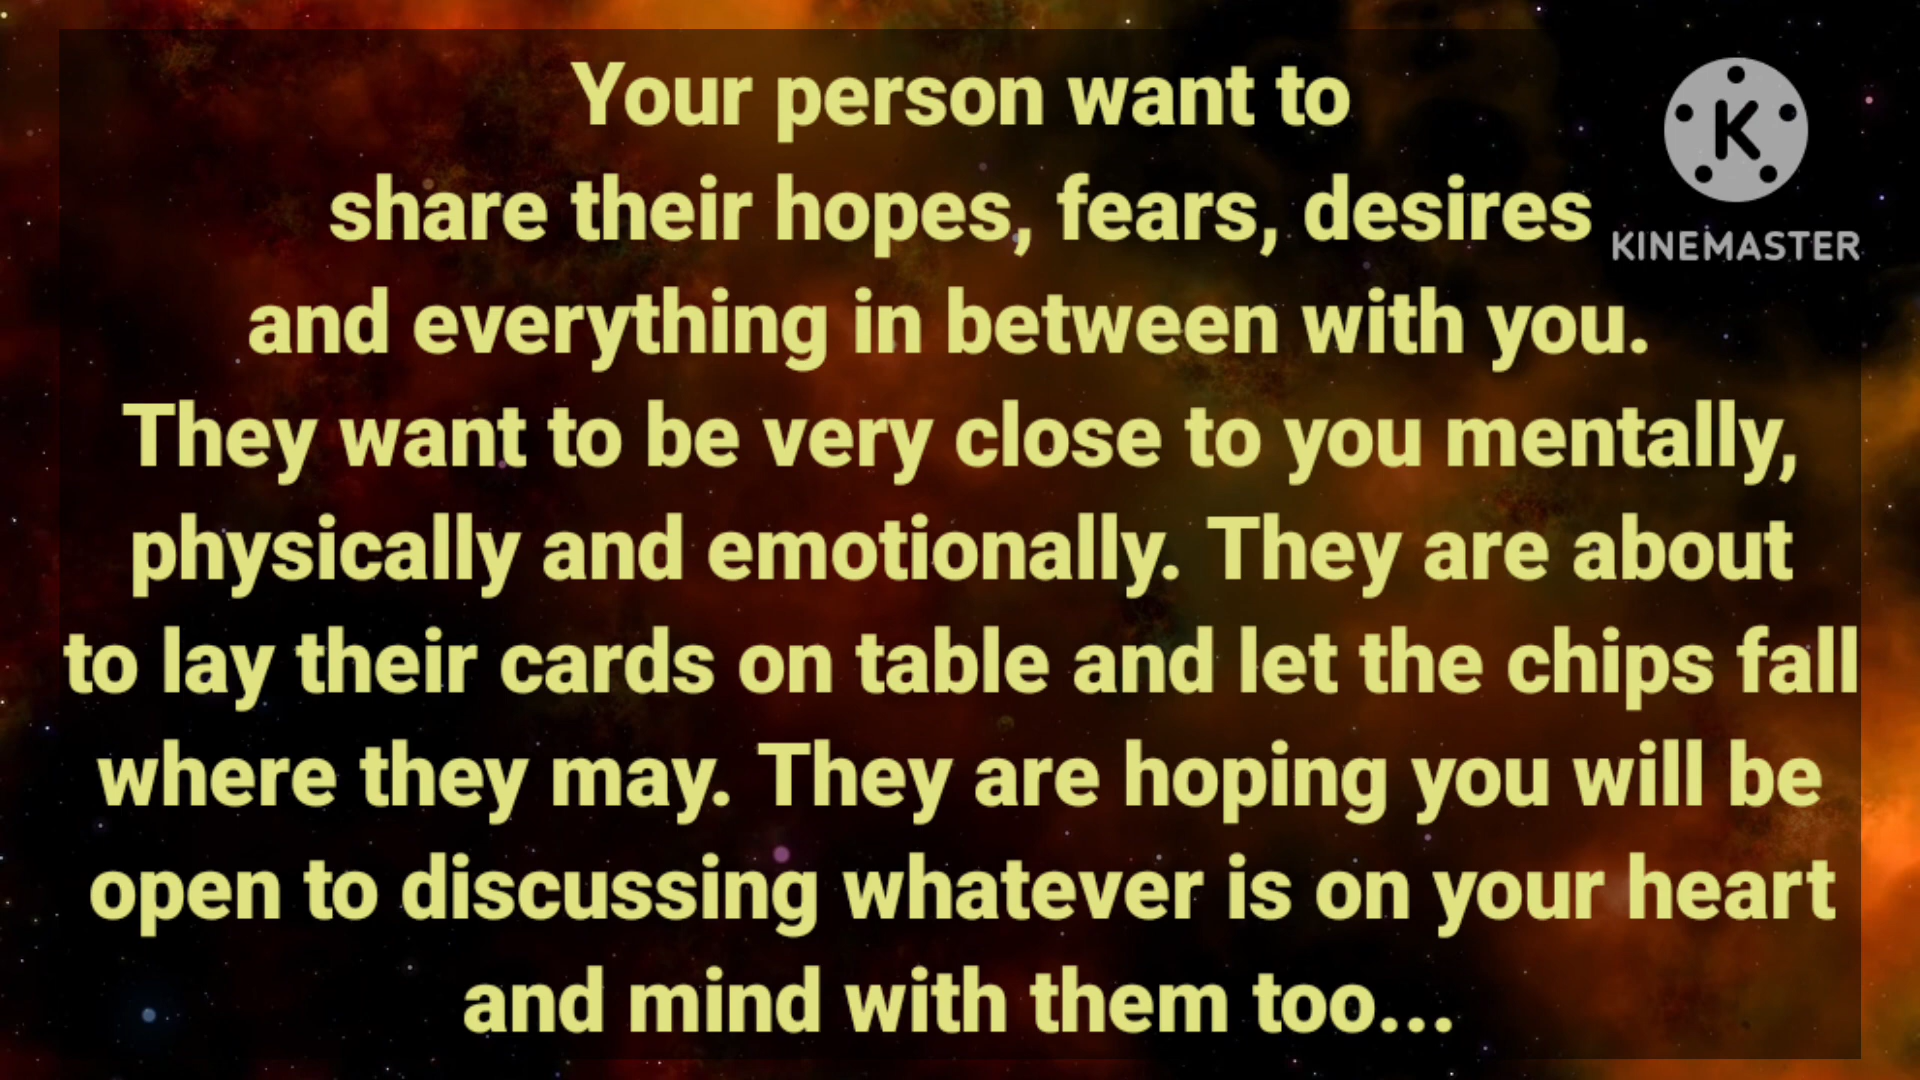 Your person want to
share their hopes, fears, desires
and everything in between with you.
They want to be very close to you mentally,
physically and emotionally. They are about
to lay their cards on table and let the chips fall
where they may. They are hoping you will be
open to discussing whatever is on your heart
and mind with them too...
K
KINEMASTER